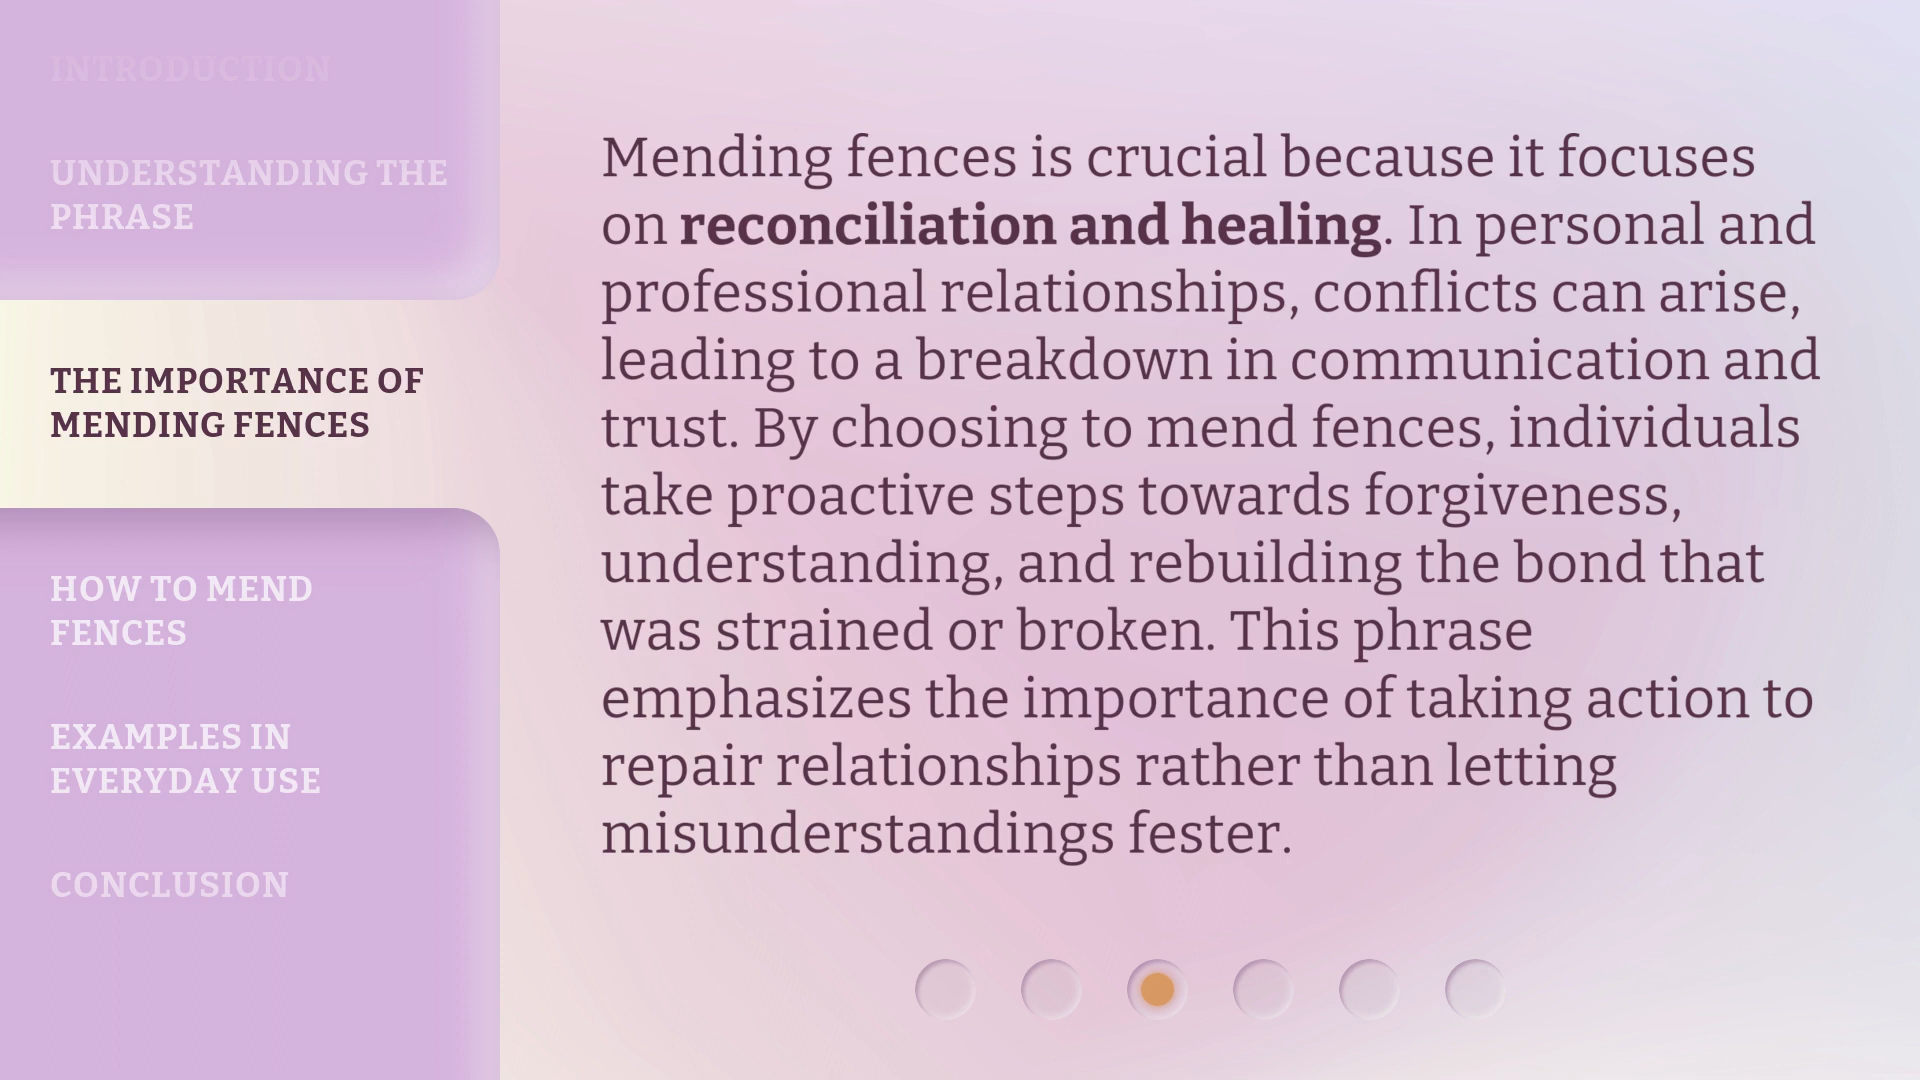 INTRODUCTION
UNDERSTANDING THE
PHRASE
THE IMPORTANCE OF
MENDING FENCES
HOW TO MEND
FENCES
EXAMPLES IN
EVERYDAY USE
CONCLUSION
Mending fences is crucial because it focuses
on reconciliation and healing. In personal and
professional relationships, conflicts can arise,
leading to a breakdown in communication and
trust. By choosing to mend fences, individuals
take proactive steps towards forgiveness,
understanding, and rebuilding the bond that
was strained or broken. This phrase
emphasizes the importance of taking action to
repair relationships rather than letting
misunderstandings fester.